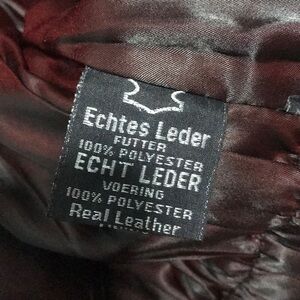 Echtes Leder
FUTTER
100% POLYESTER
ECHT LEDER
VOERING
100% POLYESTER
Real Leather